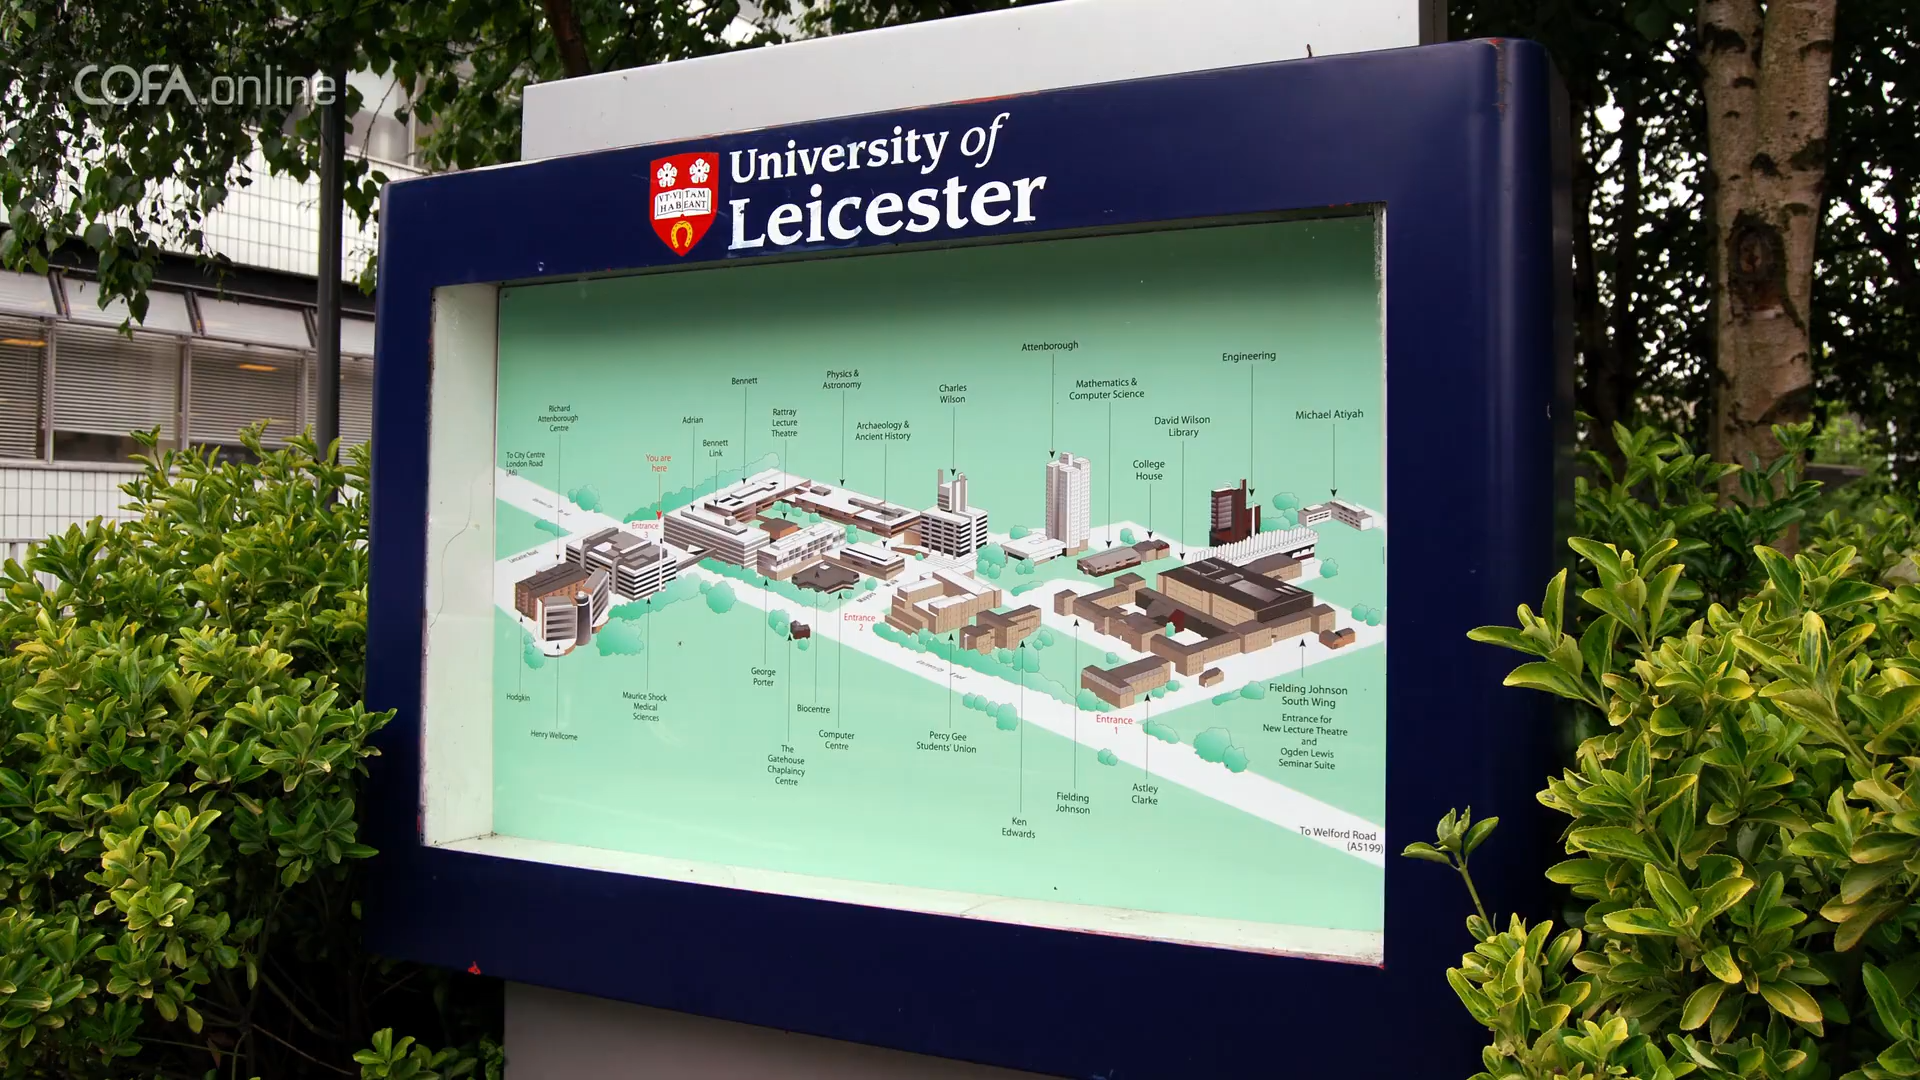 COFA.online
University of
Leicester
VT·VI TAM
HAB EANT
Attenborough
Engineering
Physics &
Astronomy
Bennett
Charles
Wilson
Mathematics &
Computer Science
Richard
Attenborough
Centre
Adrian
Rattray
Lecture
Theatre
Archaeology &
Ancient History
David Wilson
Library
Michael Atiyah
Bennett
Link
To City Centre
London Road
(A6)
You are
here
College
House
Entrance
3
Entrance
2
University Road
Hodgkin
Henry Wellcome
Maurice Shock
Medical
Sciences
George
Porter
Biocentre
The
Gatehouse
Chaplaincy
Centre
Computer
Centre
Percy Gee
Students' Union
Ken
Edwards
Fielding
Johnson
Entrance
1
Astley
Clarke
Fielding Johnson
South Wing
Entrance for
New Lecture Theatre
and
Ogden Lewis
Seminar Suite
To Welford Road
(A5199)